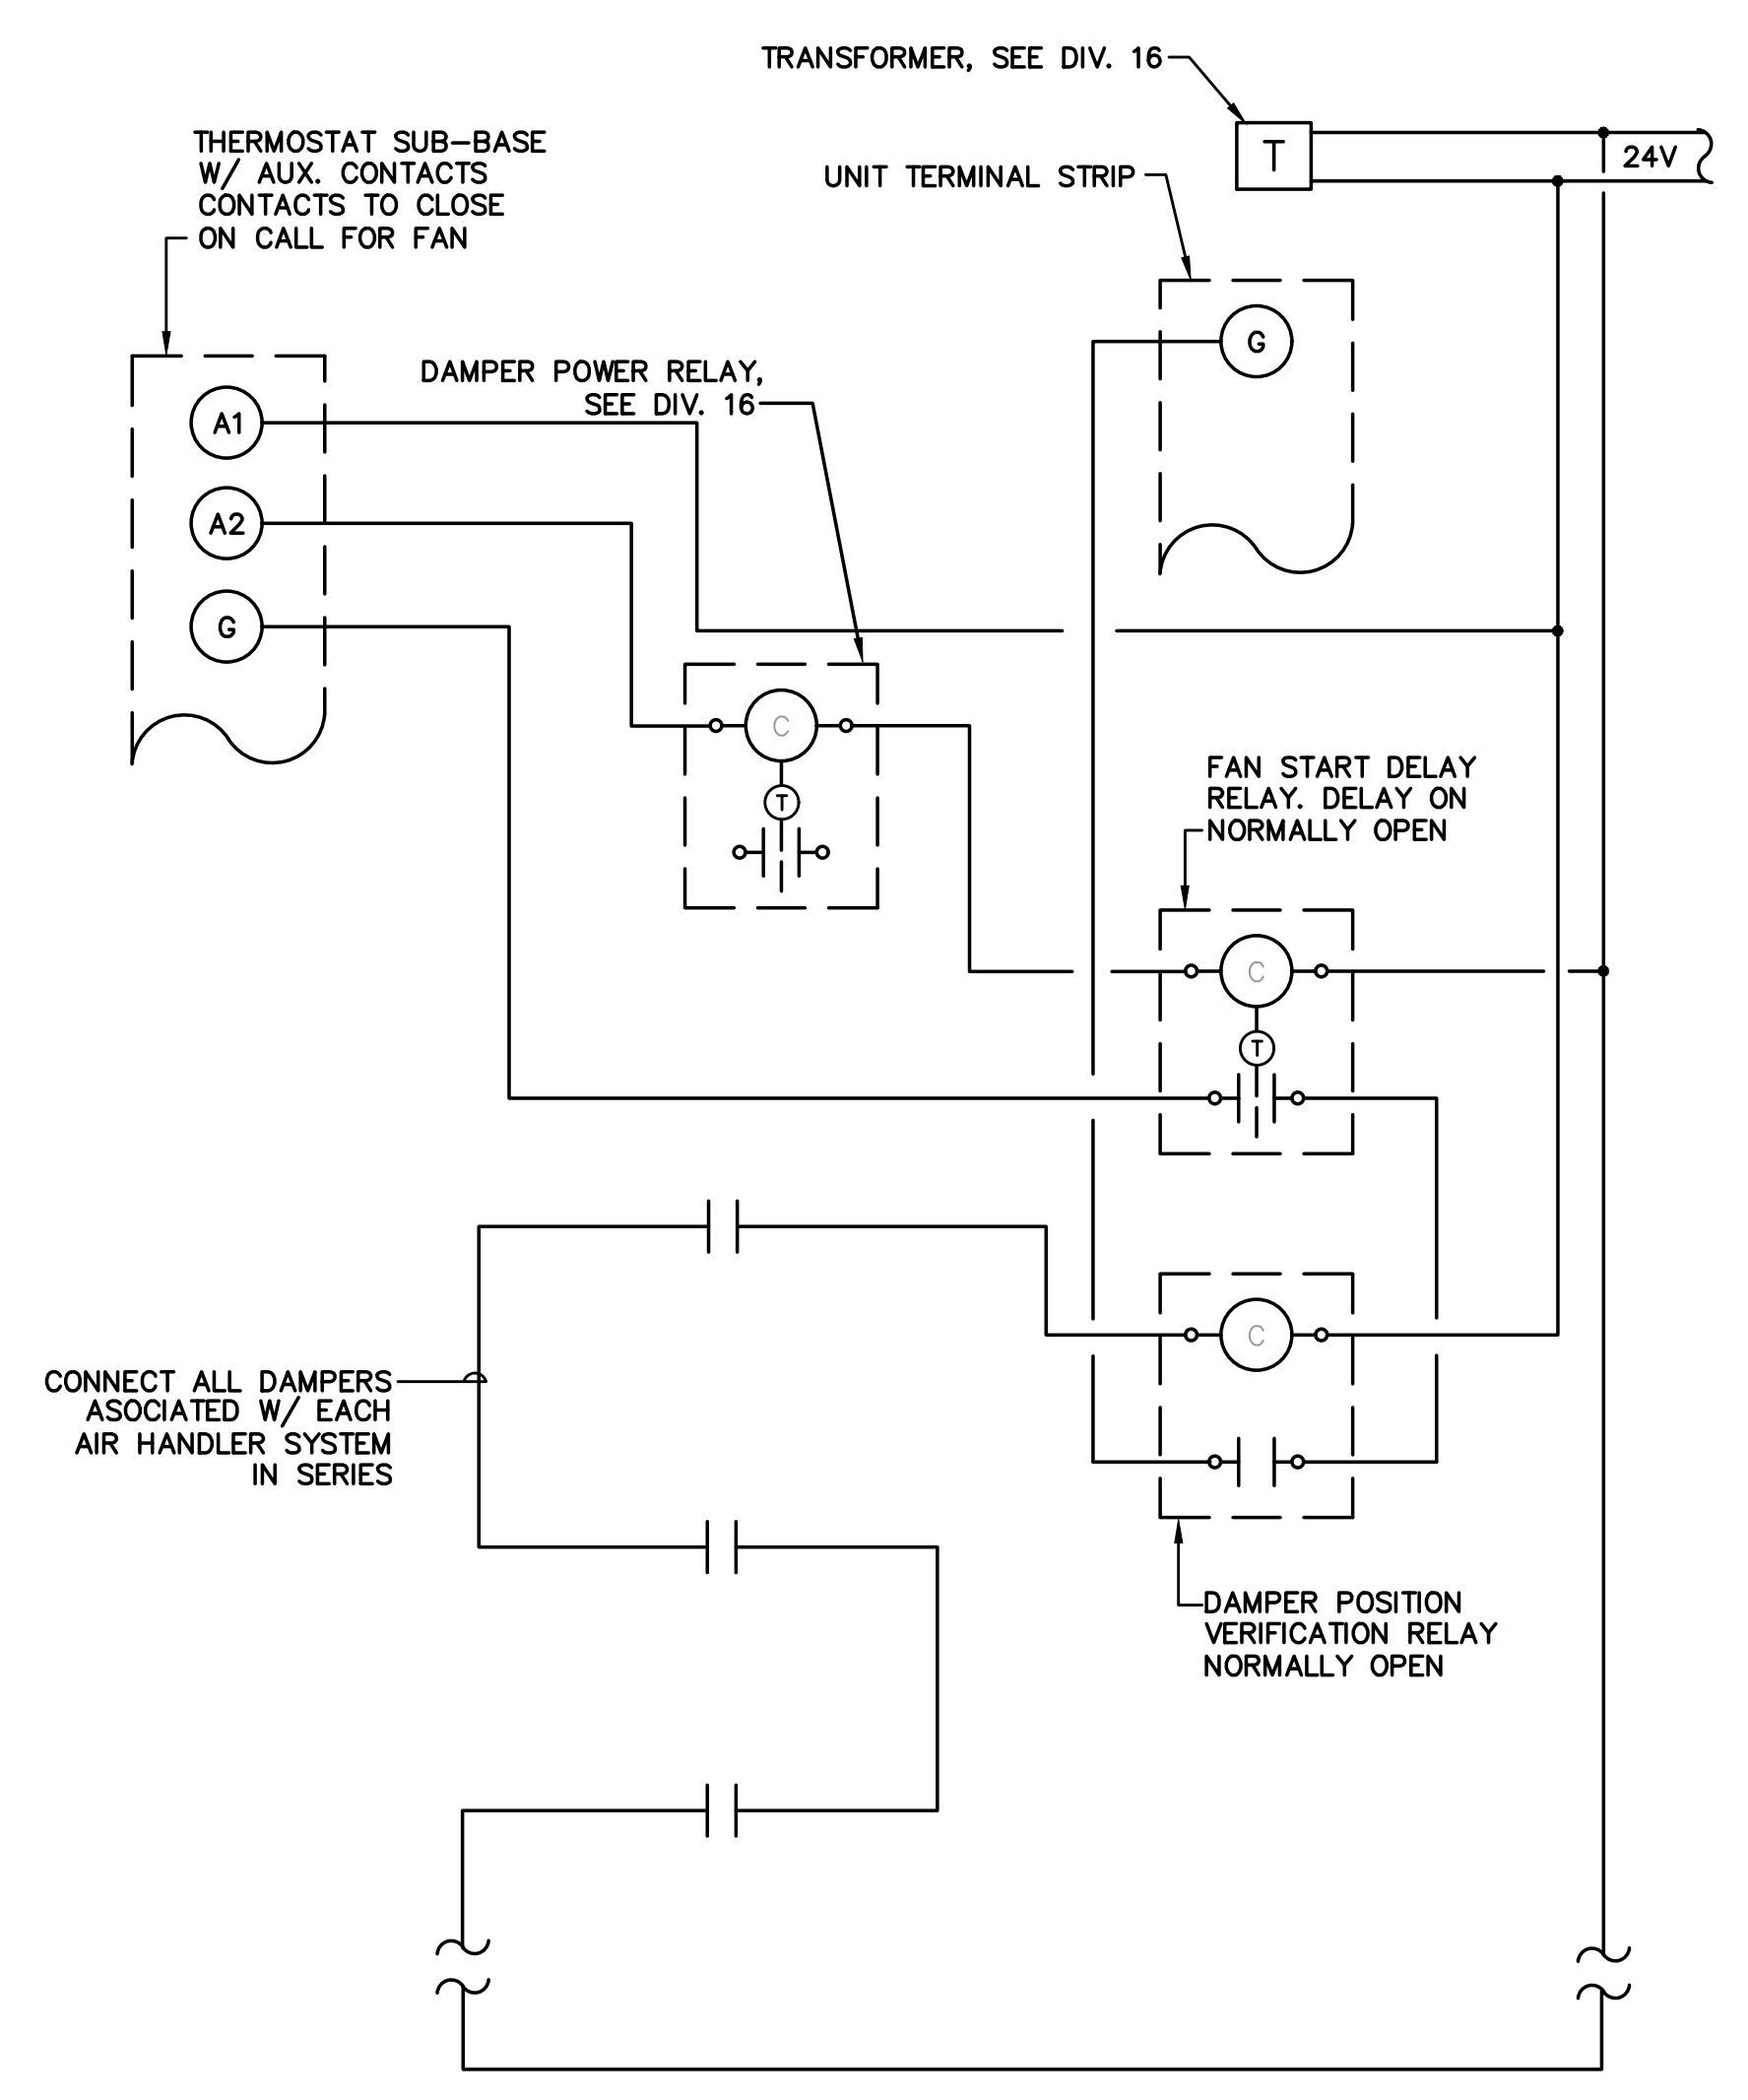 TRANSFORMER, SEE DIV. 16
T
24V
THERMOSTAT SUB-BASE
W/ AUX. CONTACTS
CONTACTS TO CLOSE
ON CALL FOR FAN
UNIT TERMINAL STRIP
G
DAMPER POWER RELAY,
SEE DIV. 16
A1
A2
G
C
T
FAN START DELAY
RELAY. DELAY ON
NORMALLY OPEN
C
T
C
CONNECT ALL DAMPERS
ASOCIATED W/ EACH
AIR HANDLER SYSTEM
IN SERIES
DAMPER POSITION
VERIFICATION RELAY
NORMALLY OPEN